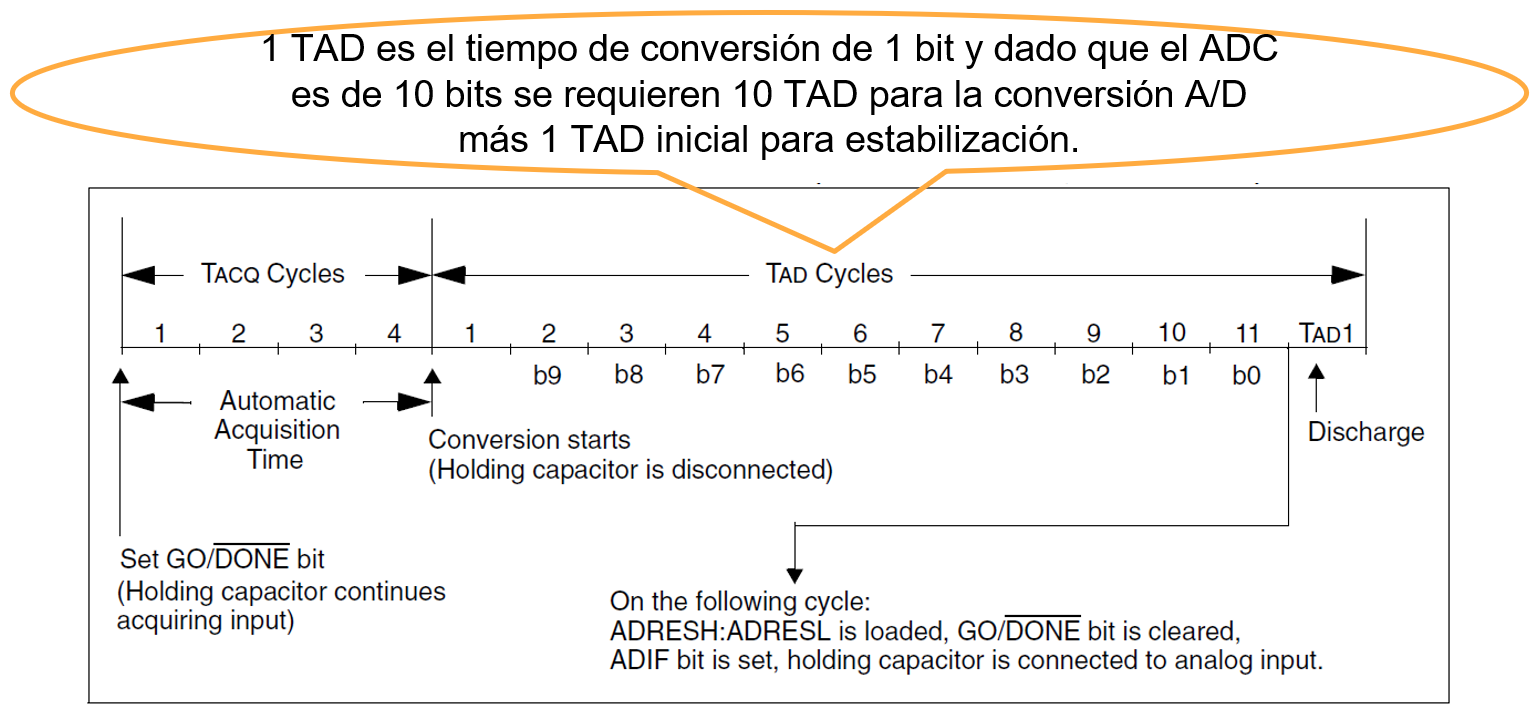 1 TAD es el tiempo de conversión de 1 bit y dado que el ADC
es de 10 bits se requieren 10 TAD para la conversión A/D
más 1 TAD inicial para estabilización.
TACQ Cycles
TAD Cycles
1 2 3 4 1 2 3 4 5 6 7 8 9 10 11 TAD1
b9 b8 b7 b6 b5 b4 b3 b2 b1 b0
Automatic
Acquisition
Time
Conversion starts
(Holding capacitor is disconnected)
Discharge
Set GO/DONE bit
(Holding capacitor continues
acquiring input)
On the following cycle:
ADRESH:ADRESL is loaded, GO/DONE bit is cleared,
ADIF bit is set, holding capacitor is connected to analog input.